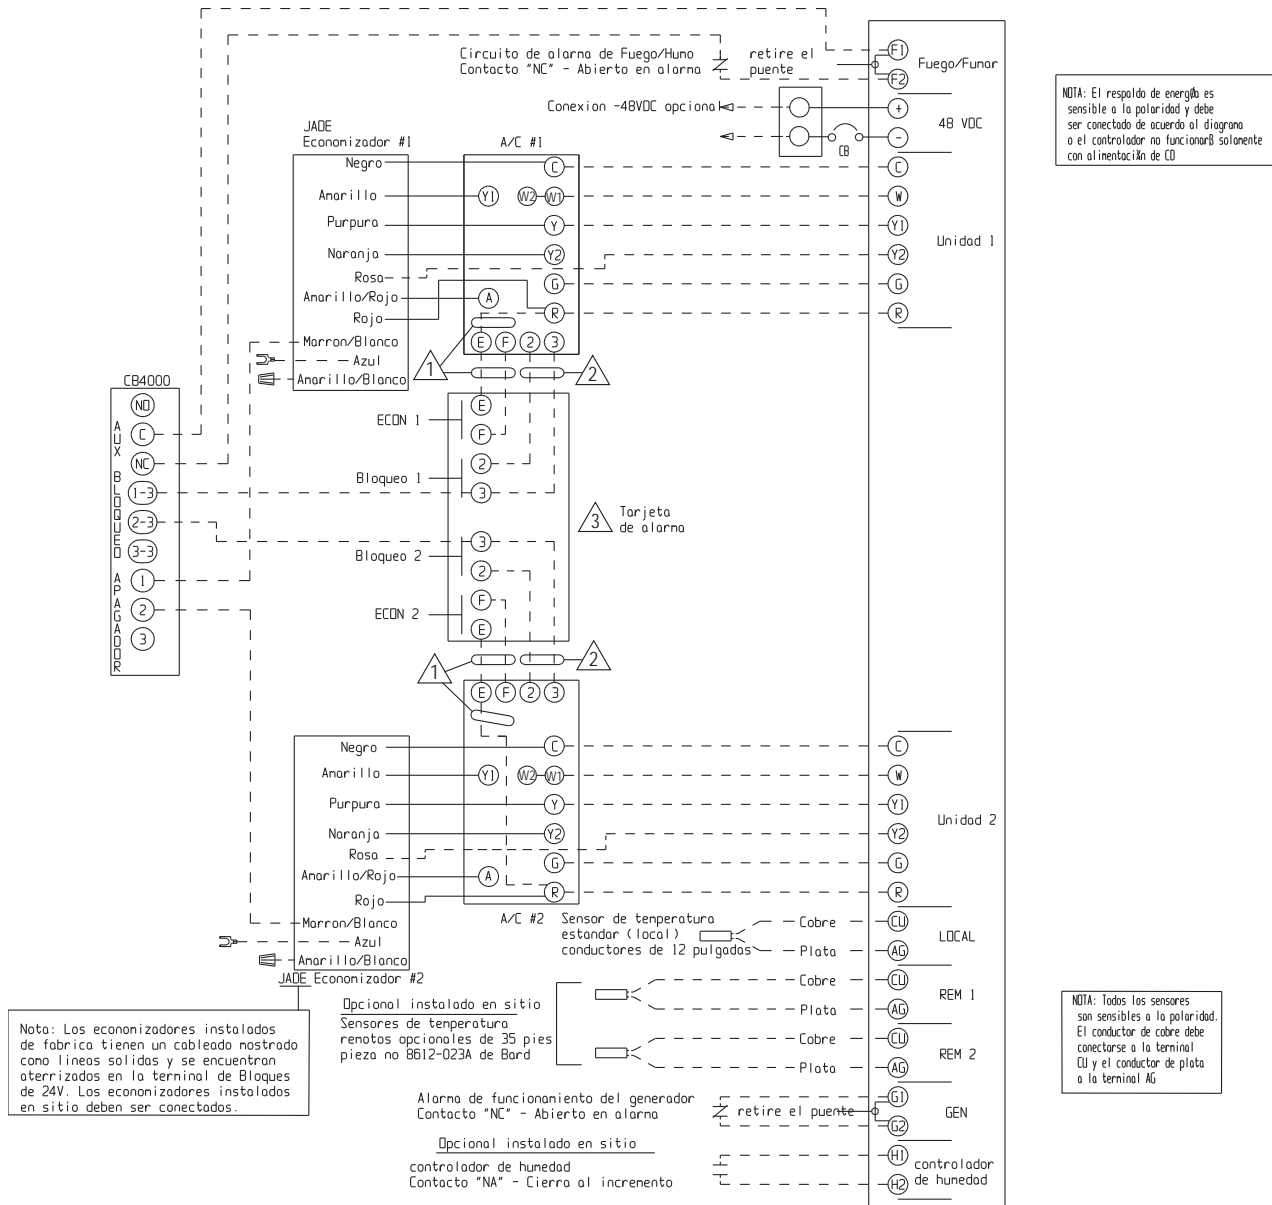 Circuito de alarma de Fuego/Humo
Contacto "NC" - Abierto en alarma
retire el
puente
F1
F2
Fuego/Fumar
Conexion -48VDC opcional
+
-
CB
48 VDC
NOTA: El respaldo de energØa es
sensible a la polaridad y debe
ser conectado de acuerdo al diagrama
o el controlador no funcionarß solamente
con alimentaciXn de CD
JADE
Economizador #1
A/C #1
Negro
Amarillo
Purpura
Naranja
Rosa
Amarillo/Rojo
Rojo
Marron/Blanco
Azul
Amarillo/Blanco
C
Y1
W2
W1
Y
Y2
G
A
R
E
F
2
3
C
W
Y1
Y2
G
R
Unidad 1
1
2
CB4000
NO
C
NC
1-3
2-3
3-3
1
2
3
AUX BLOQUEO APAGADOR
ECON 1
E
F
Bloqueo 1
2
3
Bloqueo 2
3
2
ECON 2
F
E
3
Tarjeta
de alarma
1
2
E
F
2
3
Negro
Amarillo
Purpura
Naranja
Rosa
Amarillo/Rojo
Rojo
Marron/Blanco
Azul
Amarillo/Blanco
JADE Economizador #2
C
Y1
W2
W1
Y
Y2
G
A
R
A/C #2
C
W
Y1
Y2
G
R
Unidad 2
Sensor de temperatura
estandar (local)
conductores de 12 pulgadas
Cobre
Plata
CU
AG
LOCAL
Opcional instalado en sitio
Sensores de temperatura
remotos opcionales de 35 pies
pieza no 8612-023A de Bard
Cobre
Plata
CU
AG
REM 1
Cobre
Plata
CU
AG
REM 2
NOTA: Todos los sensores
son sensibles a la polaridad.
El conductor de cobre debe
conectarse a la terminal
CU y el conductor de plata
a la terminal AG
Nota: Los economizadores instalados
de fabrica tienen un cableado mostrado
como lineas solidas y se encuentran
aterrizados en la terminal de Bloques
de 24V. Los economizadores instalados
en sitio deben ser conectados.
Alarma de funcionamiento del generador
Contacto "NC" - Abierto en alarma
retire el puente
G1
G2
GEN
Opcional instalado en sitio
controlador de humedad
Contacto "NA" - Cierra al incremento
H1
H2
controlador
de humedad